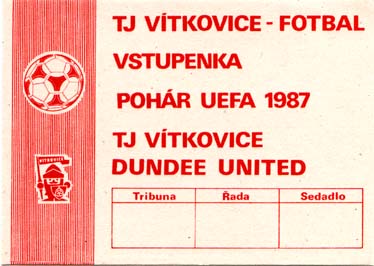 TJ VÍTKOVICE - FOTBAL
VSTUPENKA
POHÁR UEFA 1987
TJ VÍTKOVICE
DUNDEE UNITED
VÍTKOVICE
Tribuna Řada Sedadlo